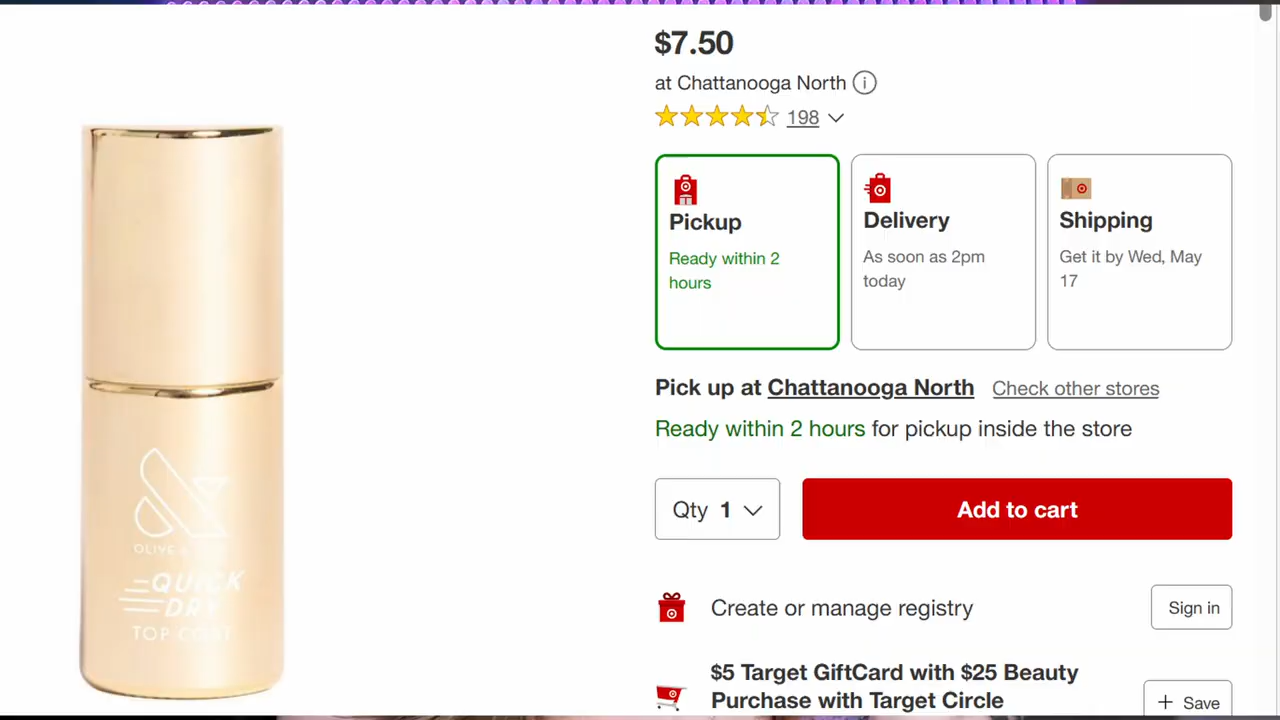 $7.50
at Chattanooga North
198
Pickup
Ready within 2
hours
Delivery
As soon as 2pm
today
Shipping
Get it by Wed, May
17
Pick up at Chattanooga North Check other stores
Ready within 2 hours for pickup inside the store
Qty 1
Add to cart
Create or manage registry
Sign in
$5 Target GiftCard with $25 Beauty
Purchase with Target Circle
+ Save
&
OLIVE
QUICK
DRY
TOP COAT